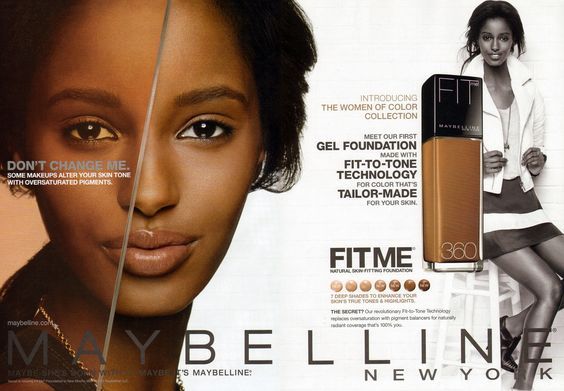 DON'T CHANGE ME.
SOME MAKEUPS ALTER YOUR SKIN TONE
WITH OVERSATURATED PIGMENTS.
maybelline.com
INTRODUCING
THE WOMEN OF COLOR
COLLECTION
MEET OUR FIRST
GEL FOUNDATION
MADE WITH
FIT-TO-TONE
TECHNOLOGY
FOR COLOR THAT'S
TAILOR-MADE
FOR YOUR SKIN.
FIT ME
MAYBELLINE
360
FIT ME®
NATURAL SKIN-FITTING FOUNDATION
7 DEEP SHADES TO ENHANCE YOUR
SKIN'S TRUE TONES & HIGHLIGHTS.
THE SECRET? Our revolutionary Fit-to-Tone Technology
replaces oversaturation with pigment balancers for naturally
radiant coverage that's 100% you.
MAYBELLINE®
NEW YORK
MAYBE SHE'S BORN WITH IT. MAYBE IT'S MAYBELLINE.®